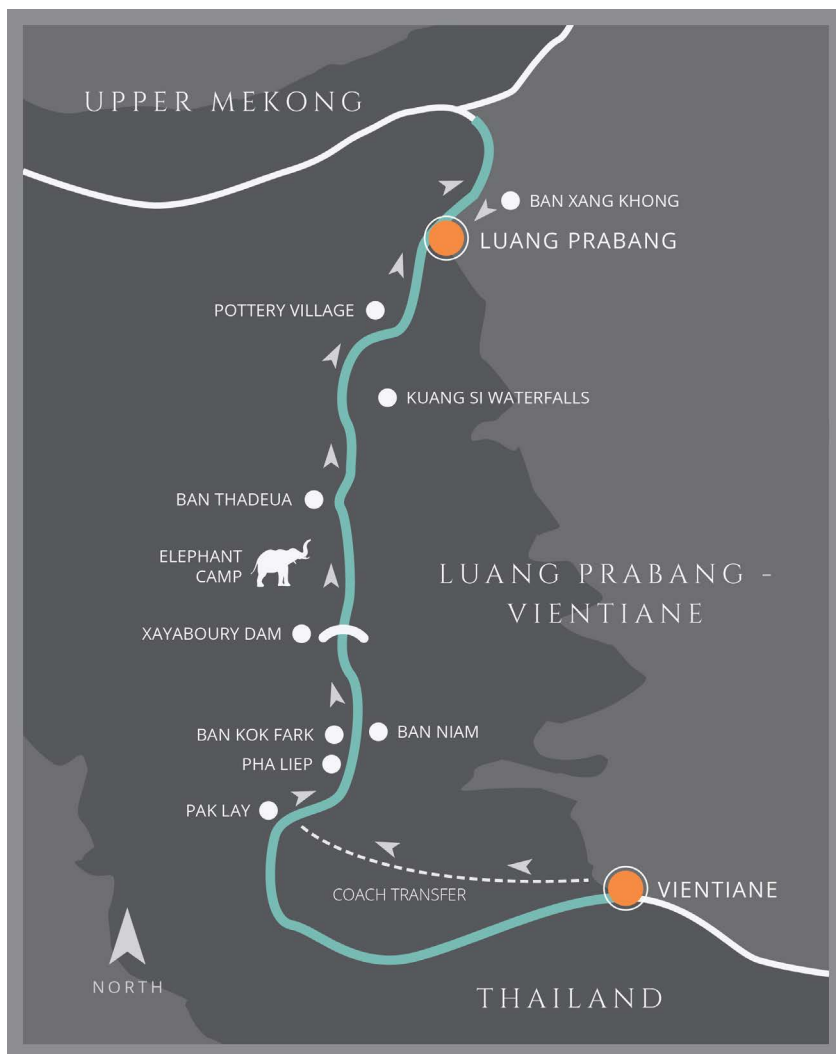 UPPER MEKONG
BAN XANG KHONG
LUANG PRABANG
POTTERY VILLAGE
KUANG SI WATERFALLS
BAN THADEUA
ELEPHANT
CAMP
LUANG PRABANG -
VIENTIANE
XAYABOURY DAM
BAN KOK FARK
BAN NIAM
PHA LIEP
PAK LAY
COACH TRANSFER
VIENTIANE
NORTH
THAILAND